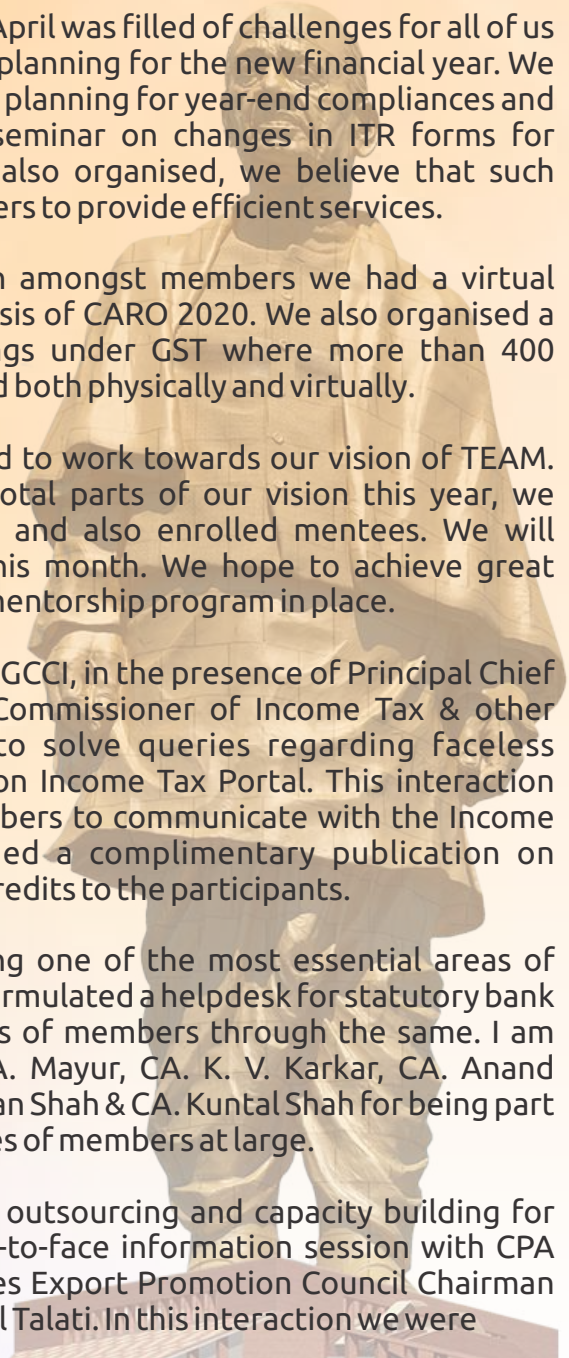 April was filled of challenges for all of us
planning for the new financial year. We
planning for year-end compliances and
seminar on changes in ITR forms for
also organised, we believe that such
ers to provide efficient services.
amongst members we had a virtual
sis of CARO 2020. We also organised a
ngs under GST where more than 400
d both physically and virtually.
d to work towards our vision of TEAM.
otal parts of our vision this year, we
and also enrolled mentees. We will
his month. We hope to achieve great
mentorship program in place.
GCCI, in the presence of Principal Chief
Commissioner of Income Tax & other
to solve queries regarding faceless
on Income Tax Portal. This interaction
bers to communicate with the Income
ed a complimentary publication on
redits to the participants.
ng one of the most essential areas of
ormulated a helpdesk for statutory bank
s of members through the same. I am
A. Mayur, CA. K. V. Karkar, CA. Anand
an Shah & CA. Kuntal Shah for being part
es of members at large.
outsourcing and capacity building for
-to-face information session with CPA
es Export Promotion Council Chairman
l Talati. In this interaction we were